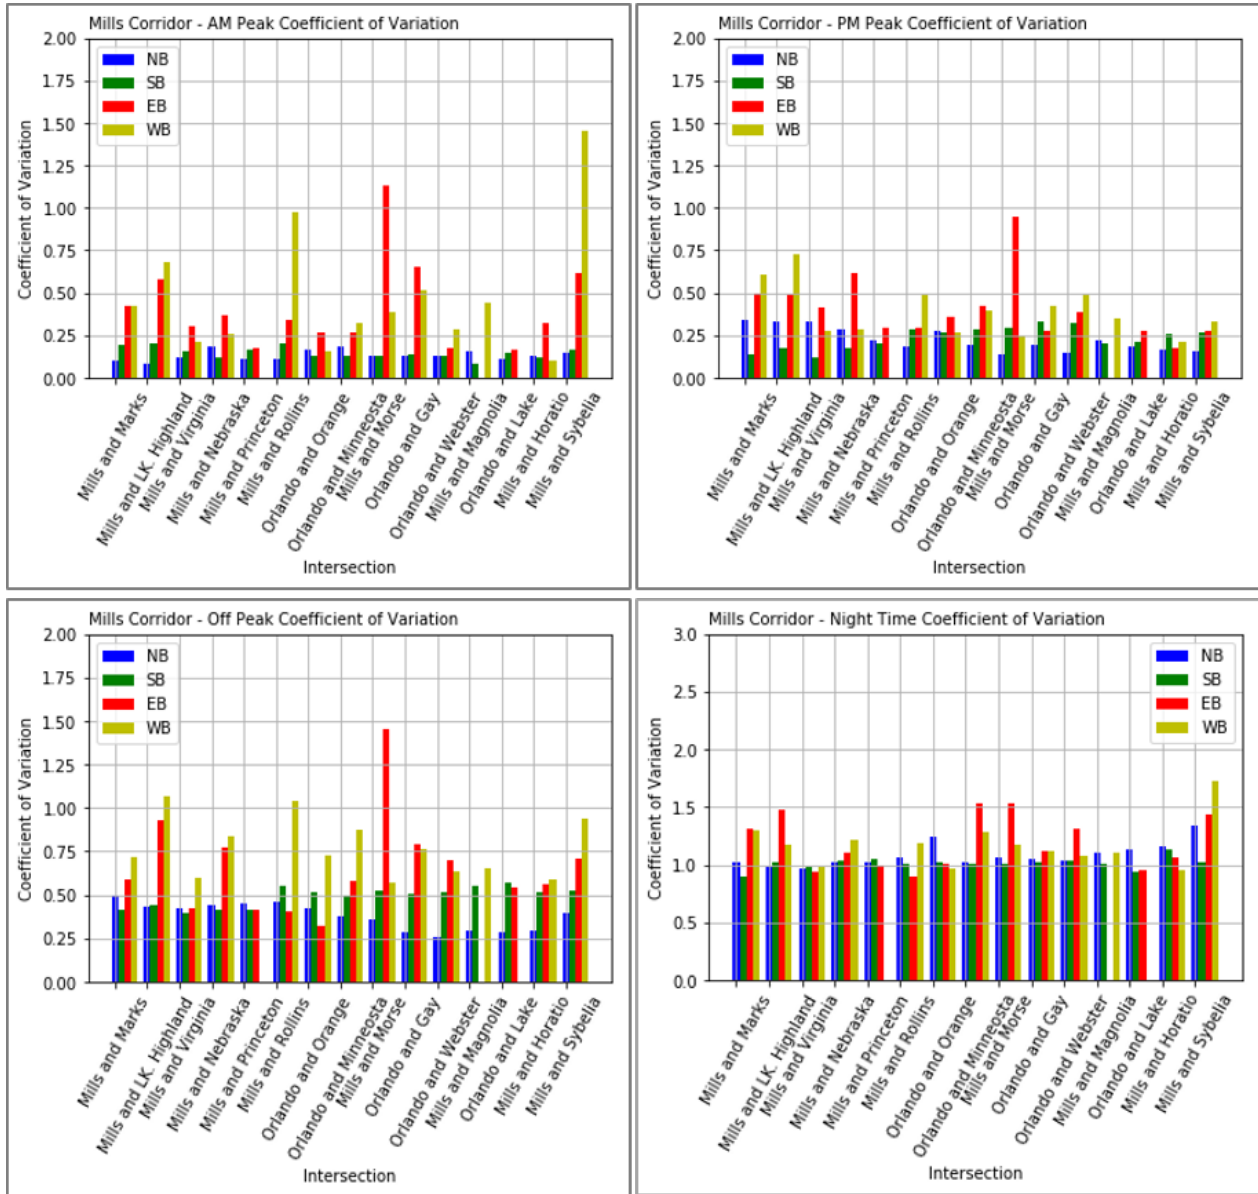 Mills Corridor - AM Peak Coefficient of Variation
2.00
1.75
1.50
1.25
1.00
0.75
0.50
0.25
0.00
Coefficient of Variation
NB
SB
EB
WB
Mills and Marks
Mills and LK. Highland
Mills and Virginia
Mills and Nebraska
Mills and Princeton
Mills and Rollins
Orlando and Orange
Orlando and Minneosta
Mills and Morse
Orlando and Gay
Orlando and Webster
Mills and Magnolia
Orlando and Lake
Mills and Horatio
Mills and Sybelia
Intersection
Mills Corridor - PM Peak Coefficient of Variation
2.00
1.75
1.50
1.25
1.00
0.75
0.50
0.25
0.00
Coefficient of Variation
NB
SB
EB
WB
Mills and Marks
Mills and LK. Highland
Mills and Virginia
Mills and Nebraska
Mills and Princeton
Mills and Rollins
Orlando and Orange
Orlando and Minneosta
Mills and Morse
Orlando and Gay
Orlando and Webster
Mills and Magnolia
Orlando and Lake
Mills and Horatio
Mills and Sybelia
Intersection
Mills Corridor - Off Peak Coefficient of Variation
2.00
1.75
1.50
1.25
1.00
0.75
0.50
0.25
0.00
Coefficient of Variation
NB
SB
EB
WB
Mills and Marks
Mills and LK. Highland
Mills and Virginia
Mills and Nebraska
Mills and Princeton
Mills and Rollins
Orlando and Orange
Orlando and Minneosta
Mills and Morse
Orlando and Gay
Orlando and Webster
Mills and Magnolia
Orlando and Lake
Mills and Horatio
Mills and Sybelia
Intersection
Mills Corridor - Night Time Coefficient of Variation
3.0
2.5
2.0
1.5
1.0
0.5
0.0
Coefficient of Variation
NB
SB
EB
WB
Mills and Marks
Mills and LK. Highland
Mills and Virginia
Mills and Nebraska
Mills and Princeton
Mills and Rollins
Orlando and Orange
Orlando and Minneosta
Mills and Morse
Orlando and Gay
Orlando and Webster
Mills and Magnolia
Orlando and Lake
Mills and Horatio
Mills and Sybelia
Intersection